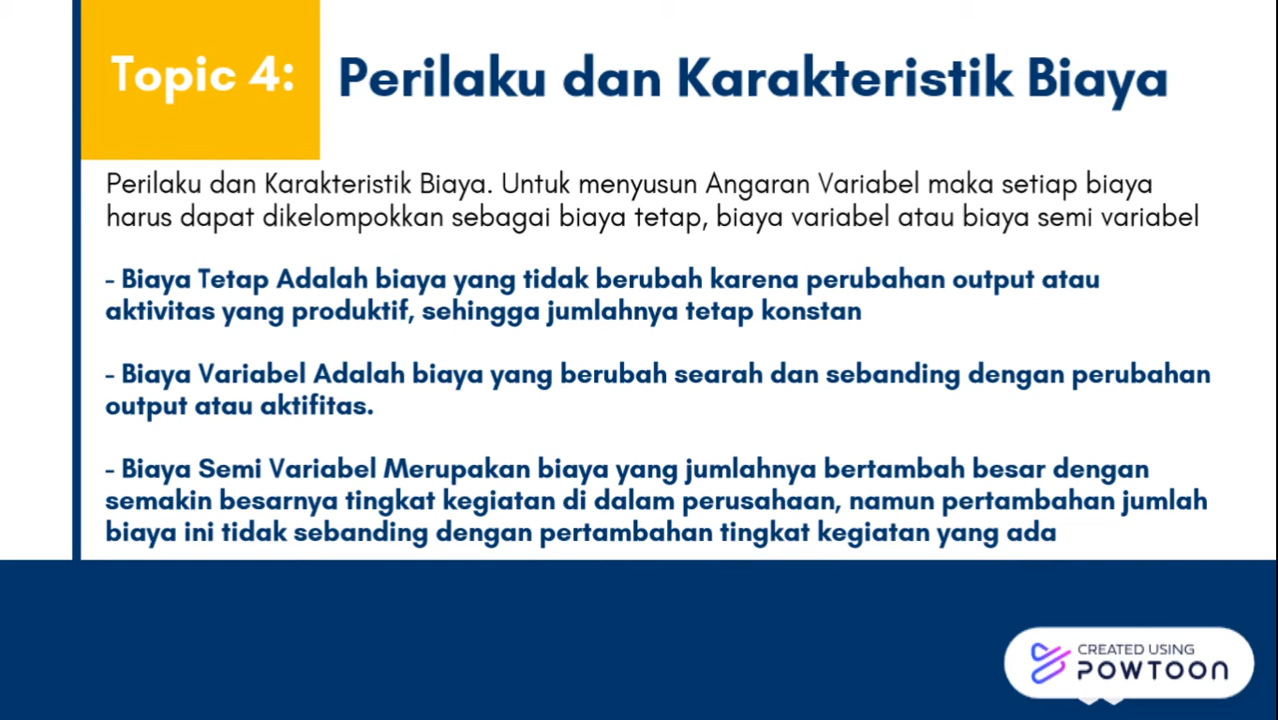 Topic 4:
Perilaku dan Karakteristik Biaya
Perilaku dan Karakteristik Biaya. Untuk menyusun Angaran Variabel maka setiap biaya
harus dapat dikelompokkan sebagai biaya tetap, biaya variabel atau biaya semi variabel
- Biaya Tetap Adalah biaya yang tidak berubah karena perubahan output atau
aktivitas yang produktif, sehingga jumlahnya tetap konstan
- Biaya Variabel Adalah biaya yang berubah searah dan sebanding dengan perubahan
output atau aktifitas.
- Biaya Semi Variabel Merupakan biaya yang jumlahnya bertambah besar dengan
semakin besarnya tingkat kegiatan di dalam perusahaan, namun pertambahan jumlah
biaya ini tidak sebanding dengan pertambahan tingkat kegiatan yang ada
CREATED USING
POWTOON